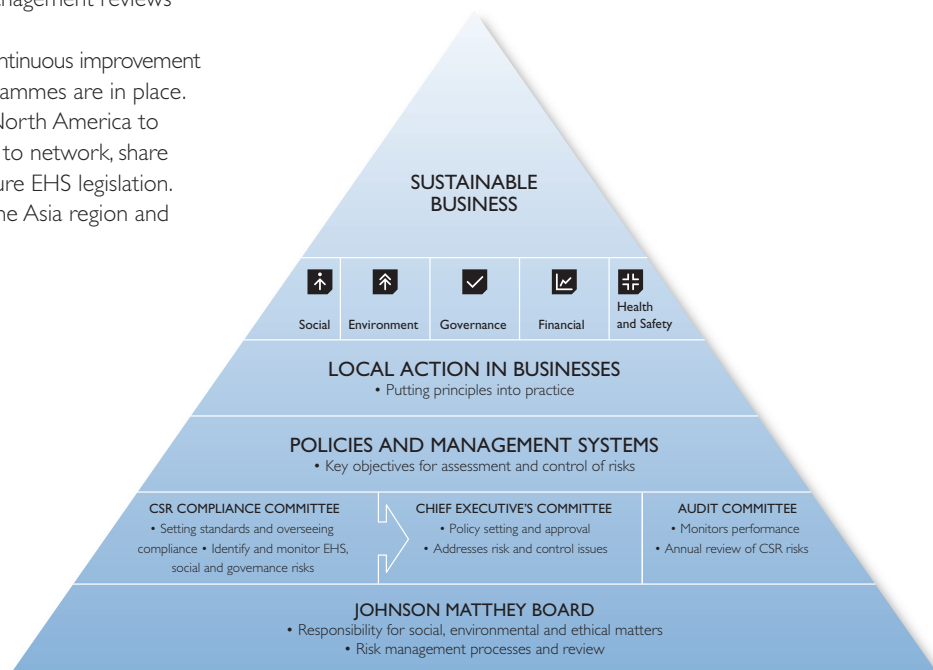 nagement reviews
ntinuous improvement
ammes are in place.
North America to
to network, share
ure EHS legislation.
ne Asia region and
SUSTAINABLE
BUSINESS
Social
Environment
Governance
Financial
Health
and Safety
LOCAL ACTION IN BUSINESSES
• Putting principles into practice
POLICIES AND MANAGEMENT SYSTEMS
• Key objectives for assessment and control of risks
CSR COMPLIANCE COMMITTEE
• Setting standards and overseeing
compliance • Identify and monitor EHS,
social and governance risks
CHIEF EXECUTIVE'S COMMITTEE
• Policy setting and approval
• Addresses risk and control issues
AUDIT COMMITTEE
• Monitors performance
• Annual review of CSR risks
JOHNSON MATTHEY BOARD
• Responsibility for social, environmental and ethical matters
• Risk management processes and review